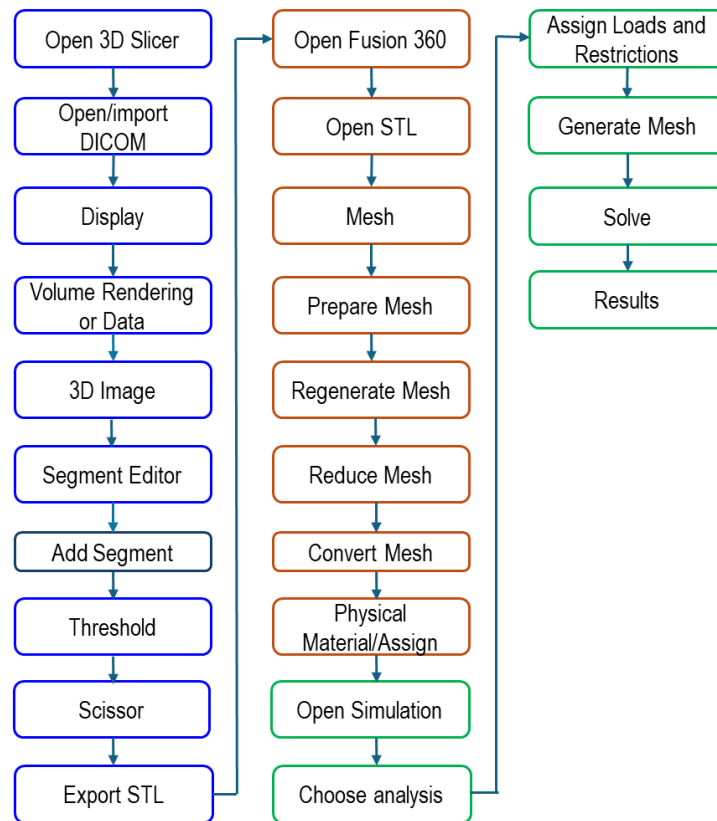 Open 3D Slicer
Open/import
DICOM
Display
Volume Rendering
or Data
3D Image
Segment Editor
Add Segment
Threshold
Scissor
Export STL
Open Fusion 360
Open STL
Mesh
Prepare Mesh
Regenerate Mesh
Reduce Mesh
Convert Mesh
Physical
Material/Assign
Open Simulation
Choose analysis
Assign Loads and
Restrictions
Generate Mesh
Solve
Results